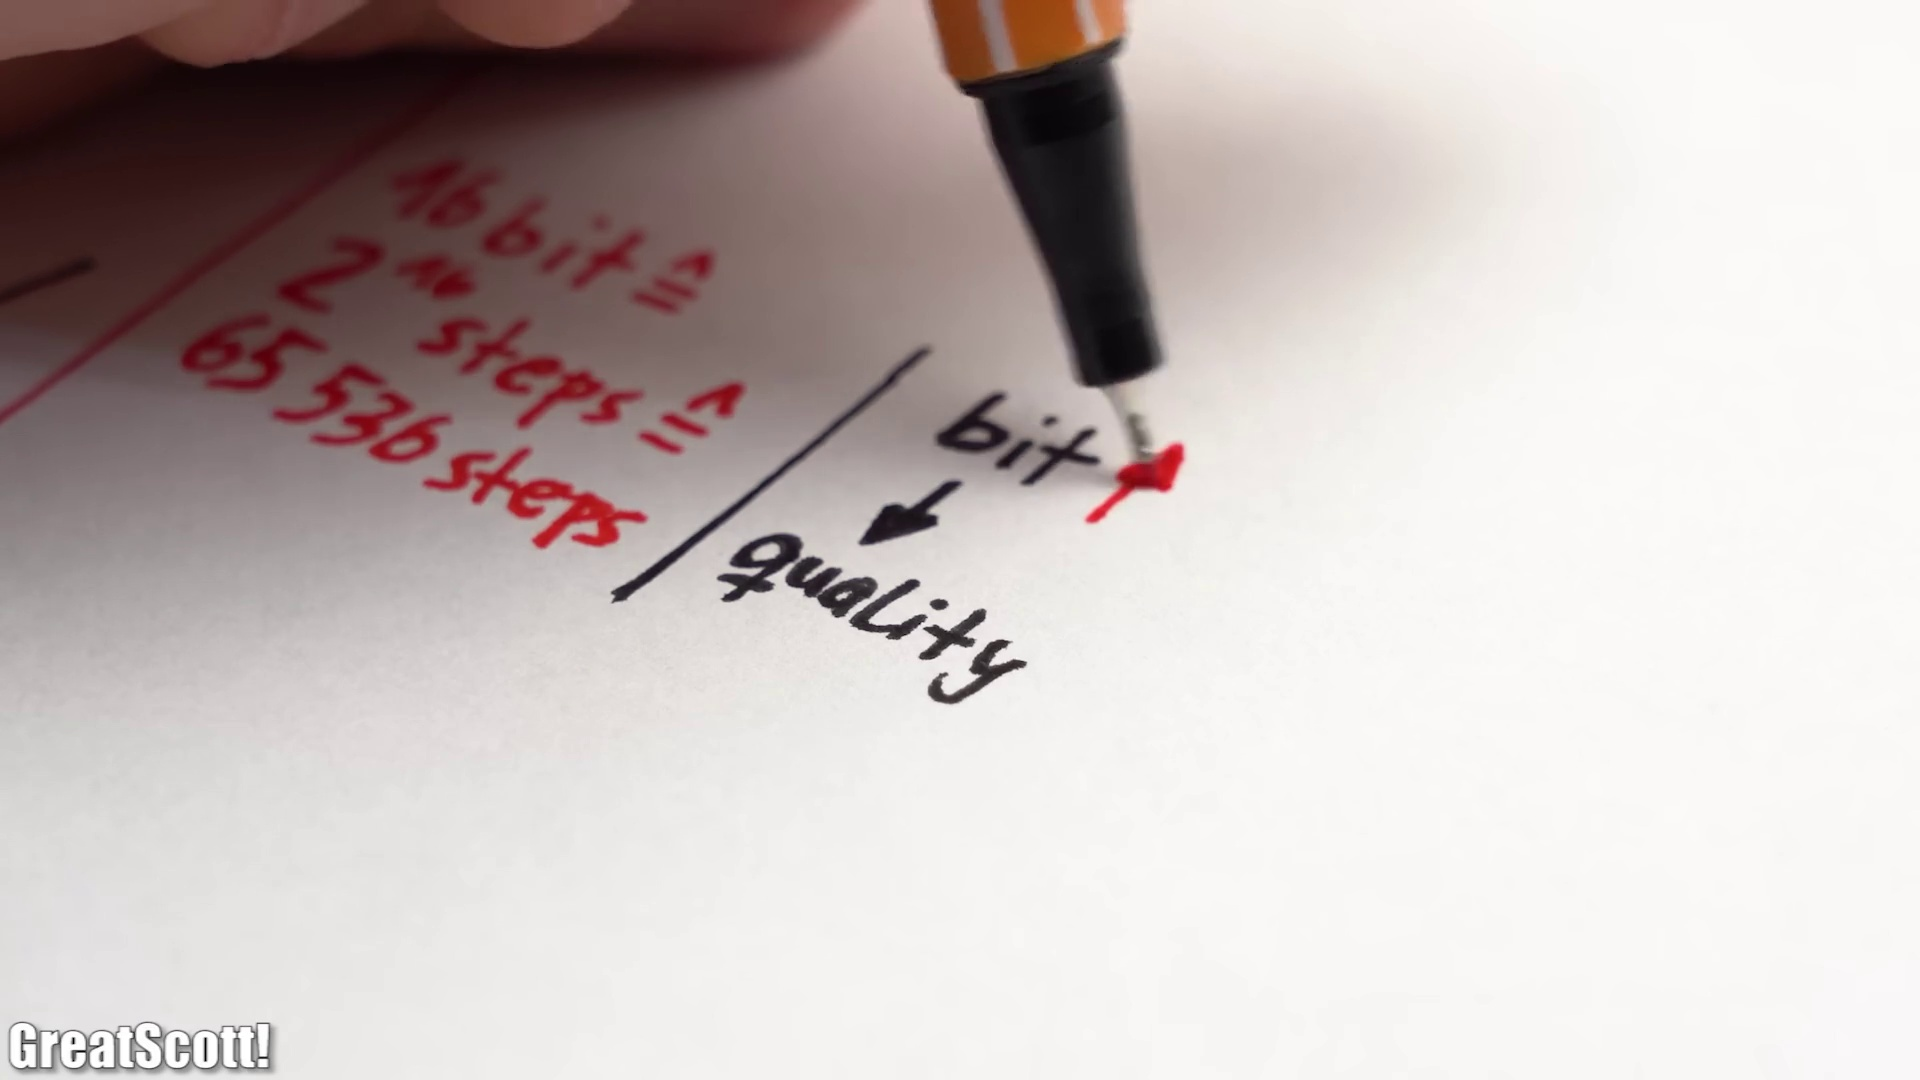 16 bit ≙
2¹⁶ steps ≙
65 536 steps
bit
quality
GreatScott!